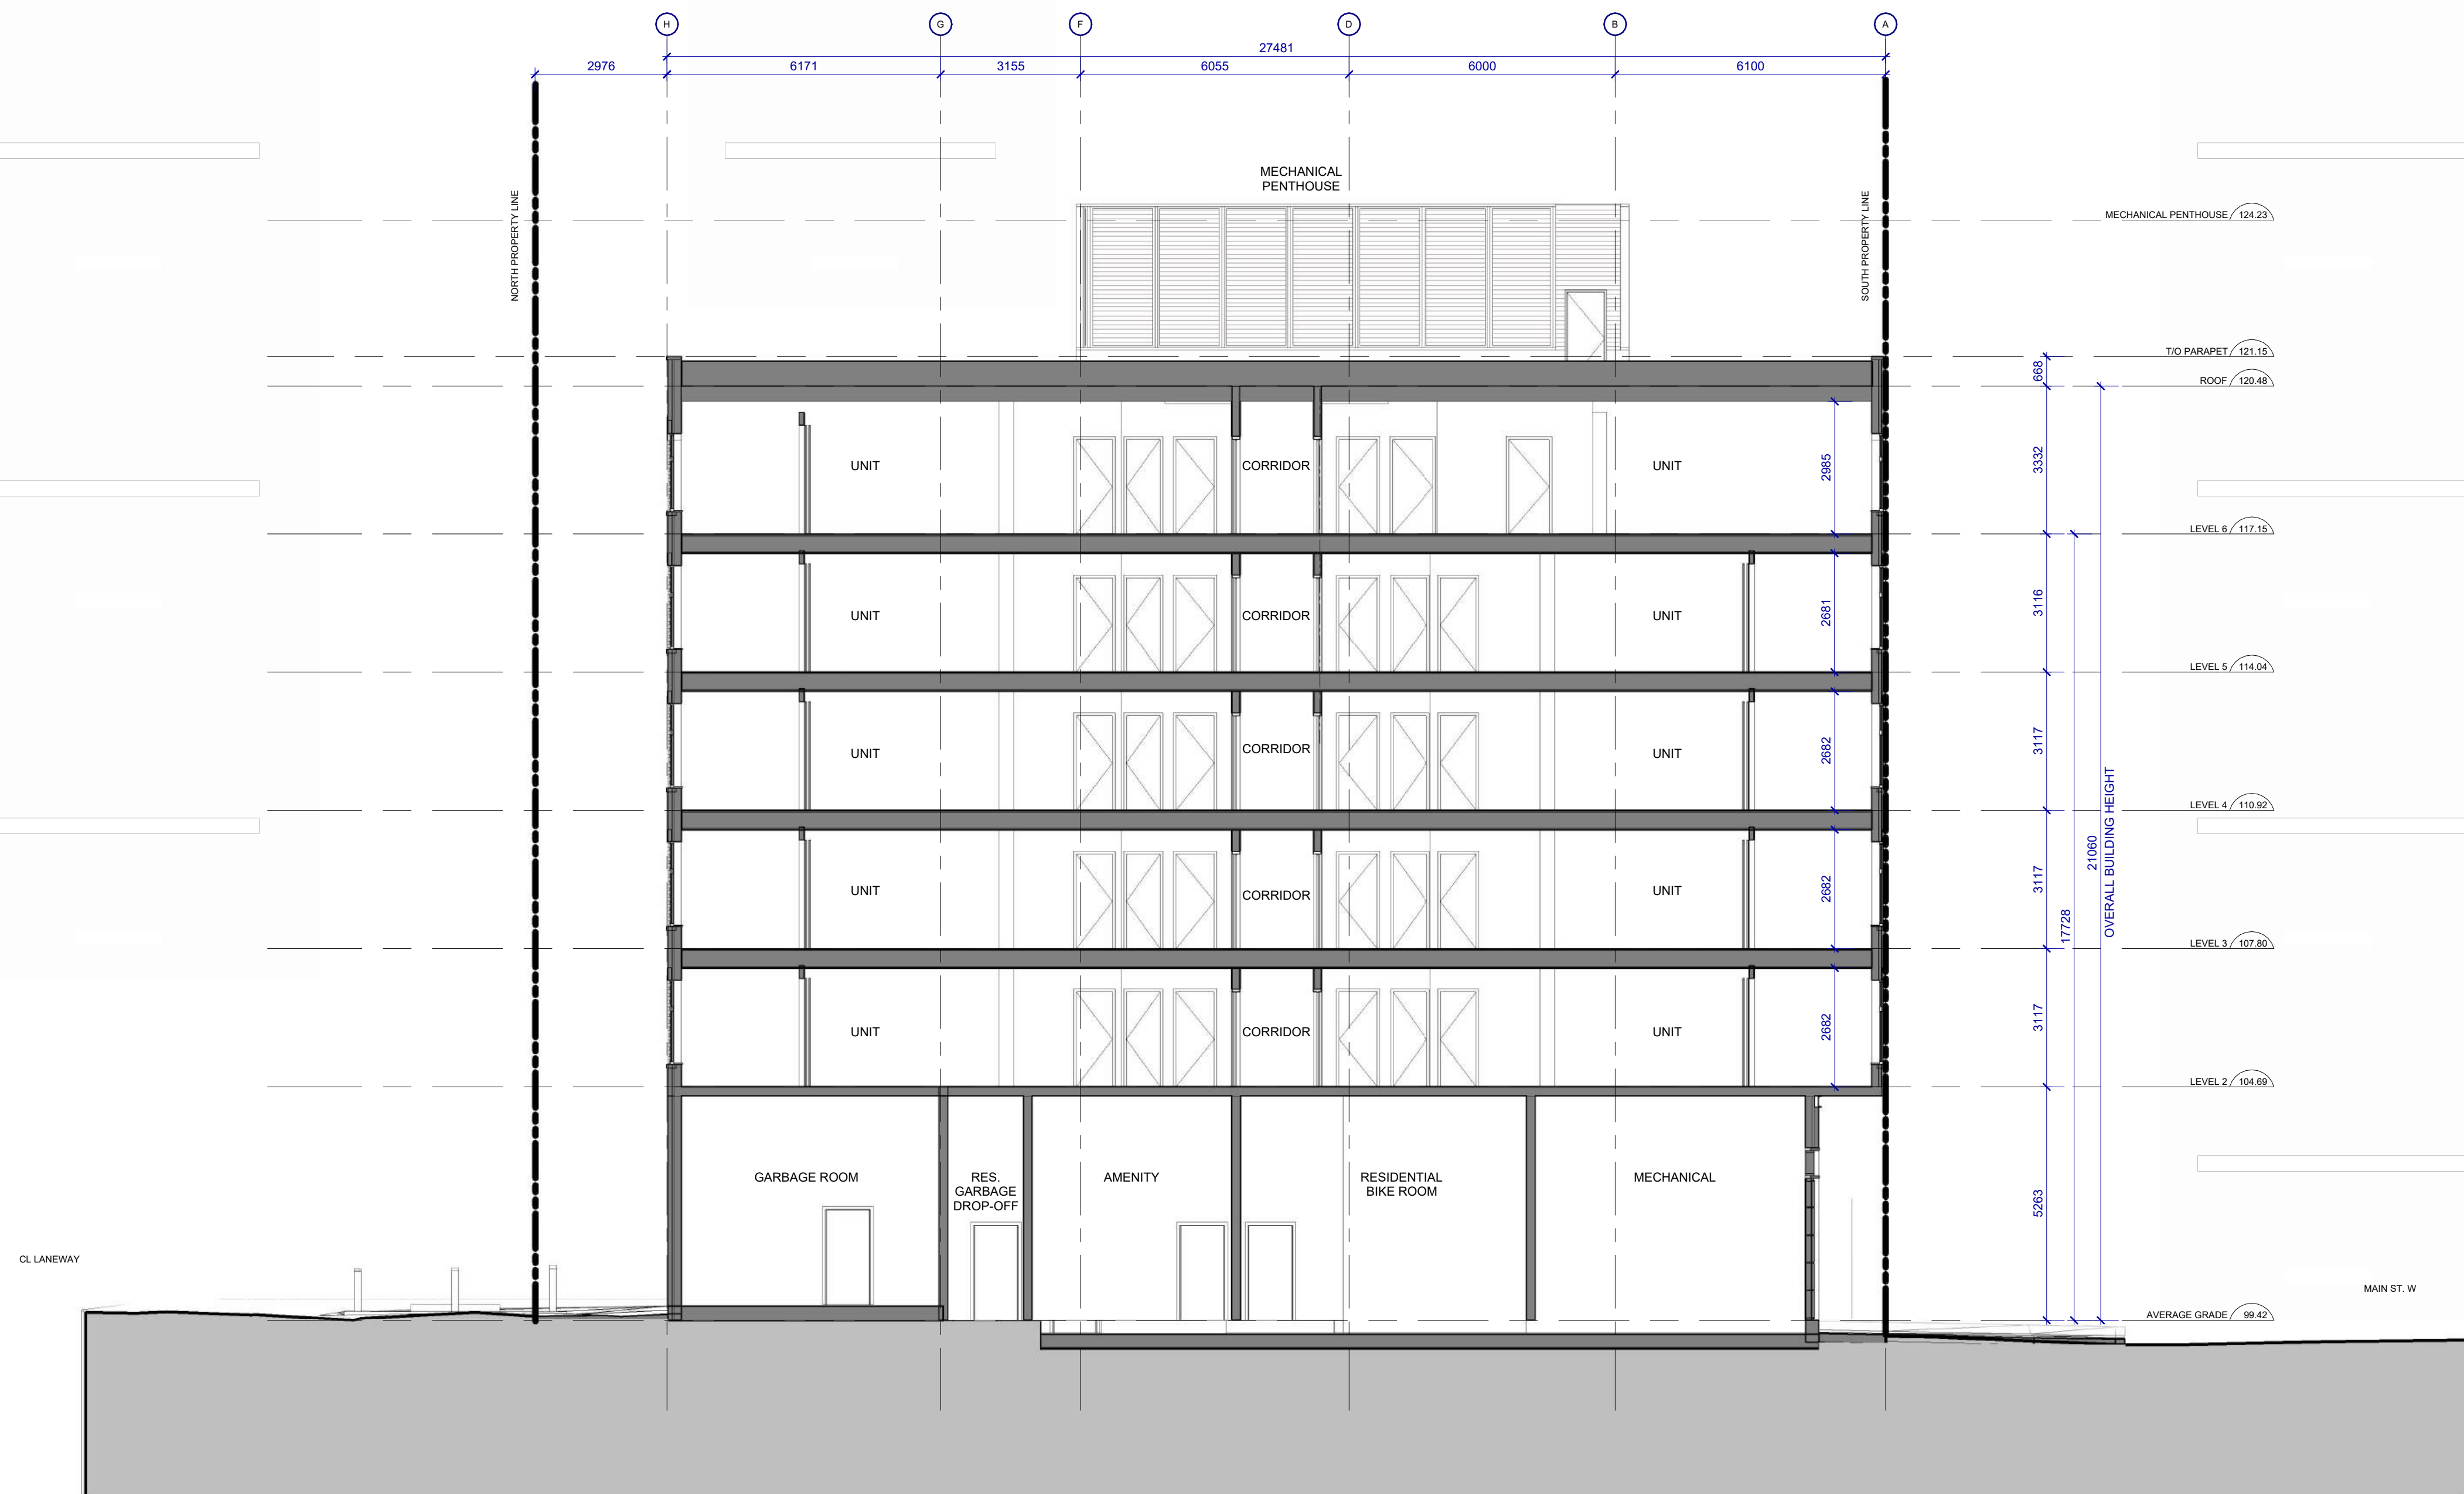 H
G
F
D
B
A
27481
2976
6171
3155
6055
6000
6100
MECHANICAL
PENTHOUSE
NORTH PROPERTY LINE
SOUTH PROPERTY LINE
MECHANICAL PENTHOUSE 124.23
T/O PARAPET 121.15
668
ROOF 120.48
UNIT
CORRIDOR
UNIT
2985
3332
LEVEL 6 117.15
UNIT
CORRIDOR
UNIT
2681
3116
LEVEL 5 114.04
UNIT
CORRIDOR
UNIT
2682
3117
LEVEL 4 110.92
21060
OVERALL BUILDING HEIGHT
UNIT
CORRIDOR
UNIT
2682
3117
17728
LEVEL 3 107.80
UNIT
CORRIDOR
UNIT
2682
3117
LEVEL 2 104.69
GARBAGE ROOM
RES.
GARBAGE
DROP-OFF
AMENITY
RESIDENTIAL
BIKE ROOM
MECHANICAL
5263
CL LANEWAY
MAIN ST. W
AVERAGE GRADE 99.42